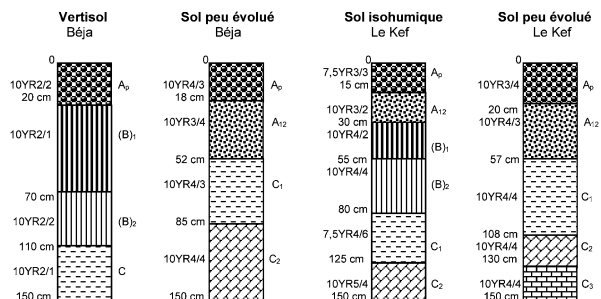 Vertisol
Béja
0
10YR2/2
20 cm
Ap
10YR2/1
(B)1
70 cm
10YR2/2
(B)2
110 cm
10YR2/1
C
150 cm
Sol peu évolué
Béja
0
10YR4/3
18 cm
Ap
10YR3/4
A12
52 cm
10YR4/3
C1
85 cm
10YR4/4
C2
150 cm
Sol isohumique
Le Kef
0
7,5YR3/3
15 cm
Ap
10YR3/2
30 cm
A12
10YR4/2
(B)1
55 cm
10YR4/4
(B)2
80 cm
7,5YR4/6
C1
125 cm
10YR5/4
C2
150 cm
Sol peu évolué
Le Kef
0
10YR3/4
Ap
20 cm
10YR4/3
A12
57 cm
10YR4/4
C1
108 cm
10YR4/4
C2
130 cm
10YR4/4
C3
150 cm